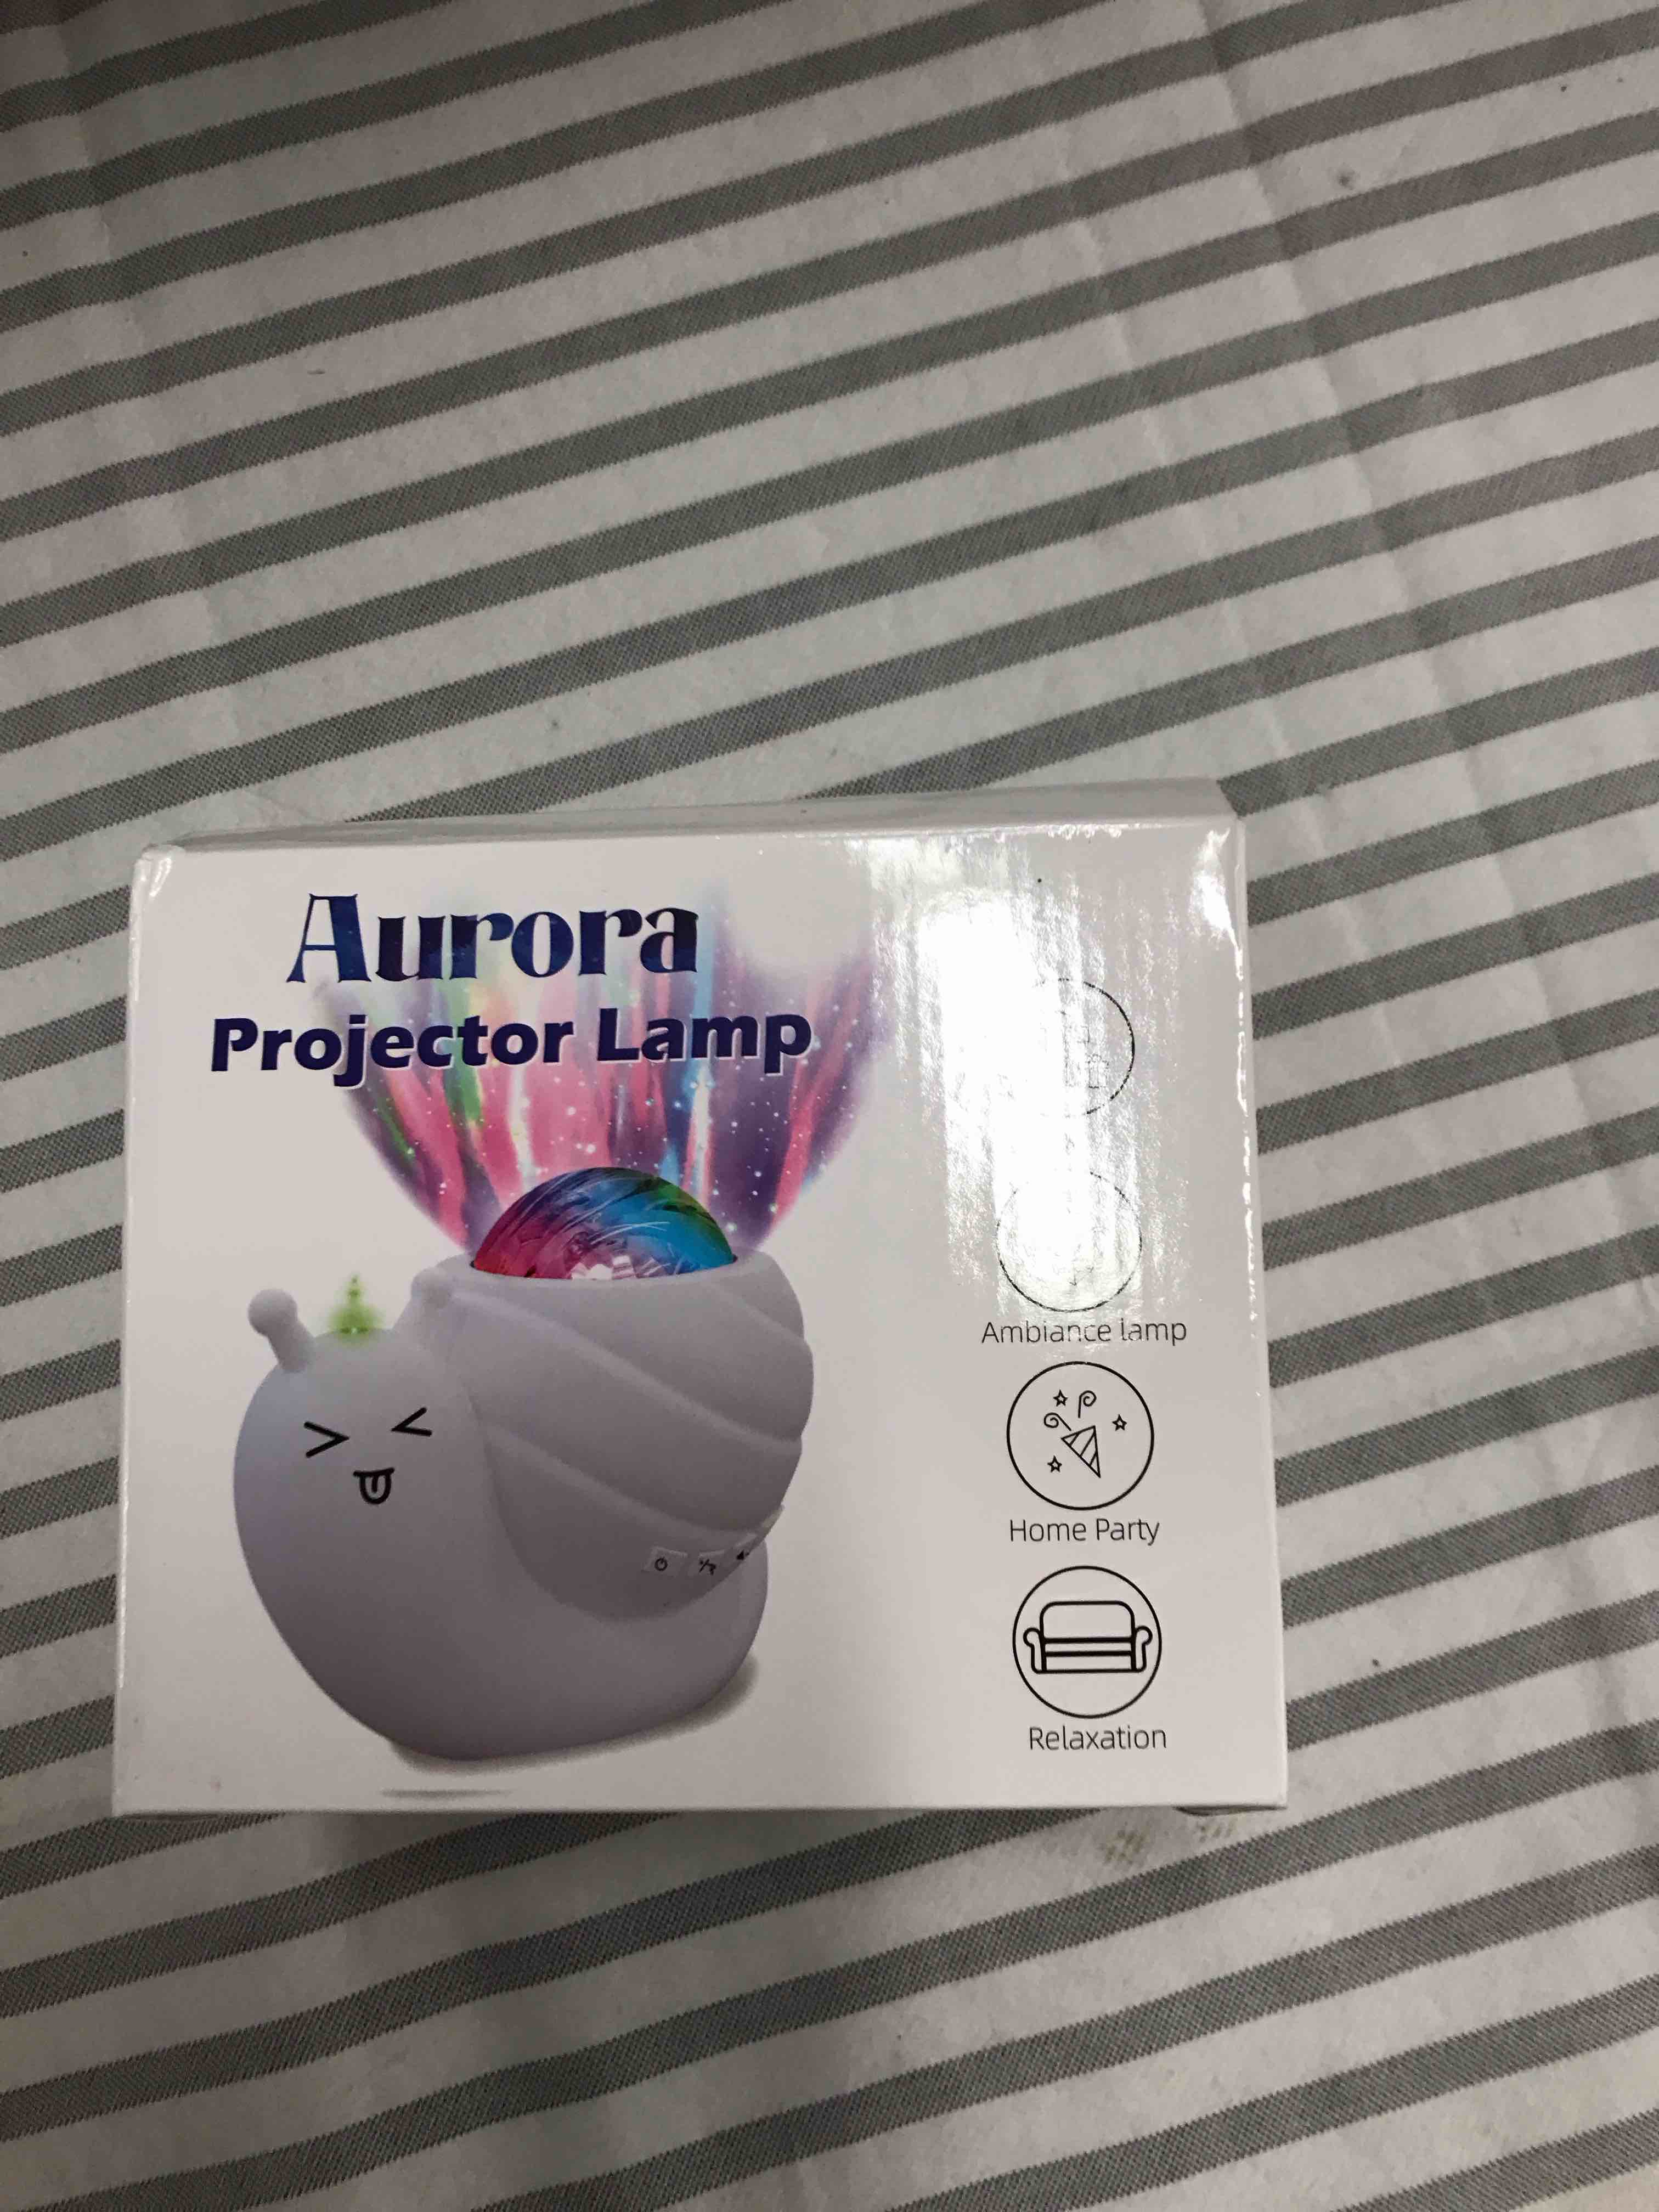 Aurora
Projector Lamp
Ambiance lamp
Home Party
Relaxation